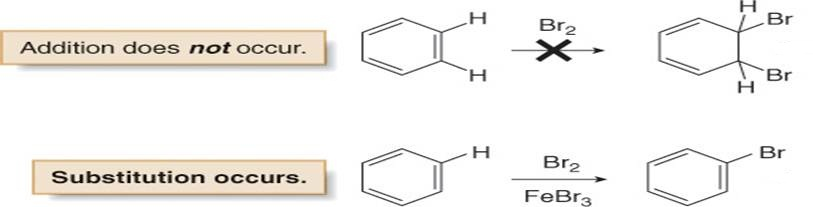 Addition does not occur.
H
H
Br2
H
Br
Br
H
Substitution occurs.
H
Br2
FeBr3
Br